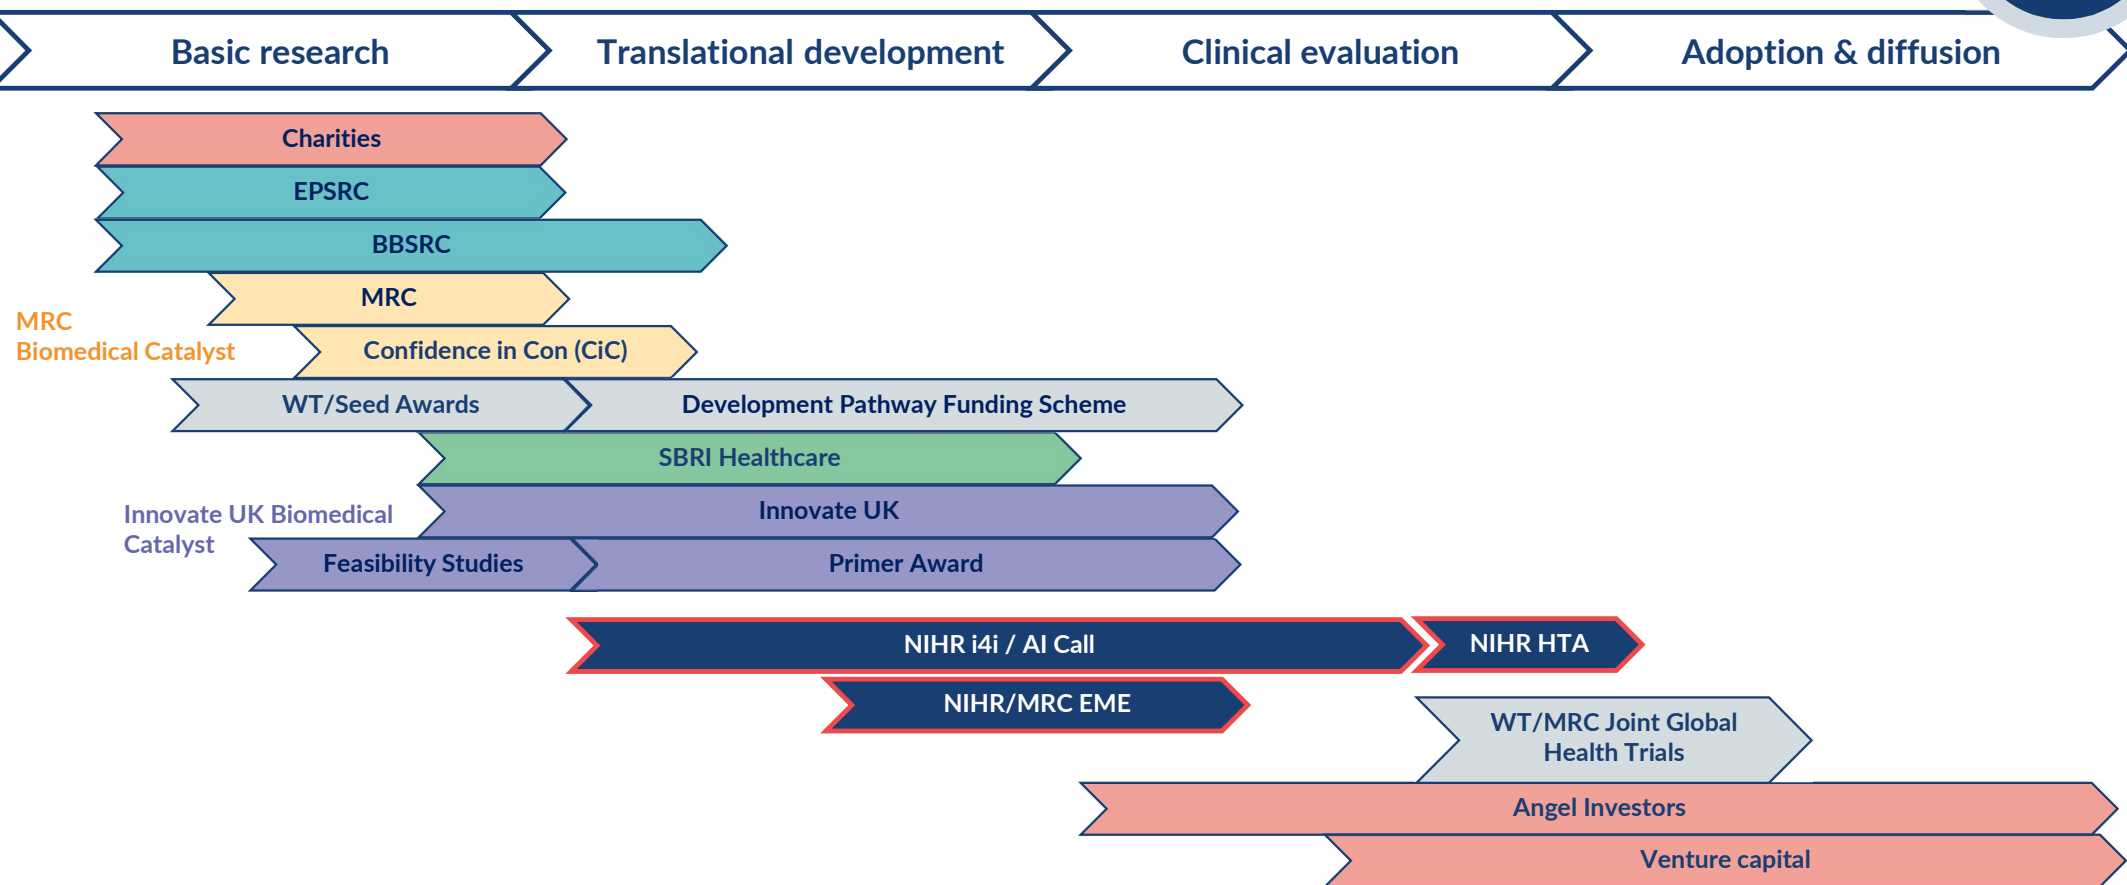 Basic research
Translational development
Clinical evaluation
Adoption & diffusion
Charities
EPSRC
BBSRC
MRC
MRC
Biomedical Catalyst
Confidence in Con (CiC)
WT/Seed Awards
Development Pathway Funding Scheme
SBRI Healthcare
Innovate UK Biomedical
Catalyst
Innovate UK
Feasibility Studies
Primer Award
NIHR i4i / AI Call
NIHR HTA
NIHR/MRC EME
WT/MRC Joint Global
Health Trials
Angel Investors
Venture capital